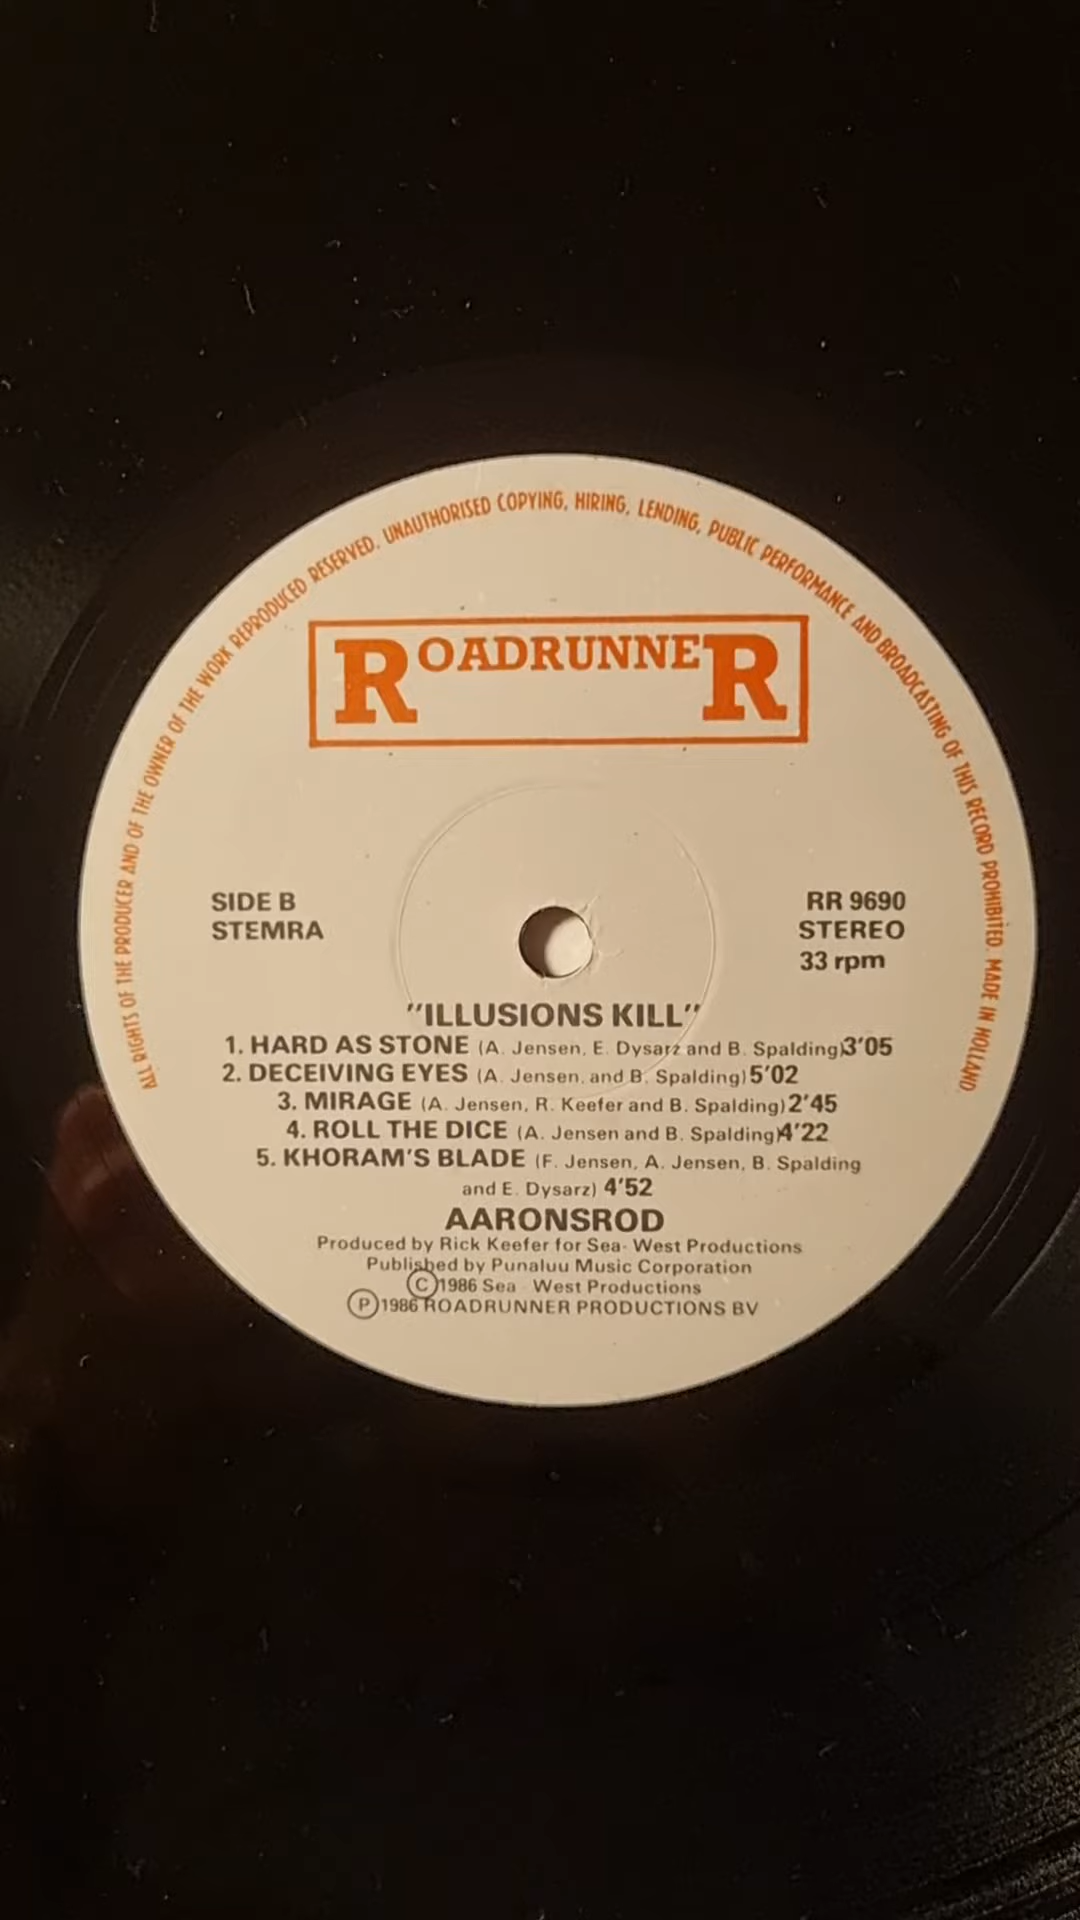 ALL RIGHTS OF THE PRODUCER AND OF THE OWNER OF THE WORK REPRODUCED RESERVED. UNAUTHORISED COPYING, HIRING, LENDING, PUBLIC PERFORMANCE AND BROADCASTING OF THIS RECORD PROHIBITED. MADE IN HOLLAND
ROADRUNNER
SIDE B
STEMRA
RR 9690
STEREO
33 rpm
"ILLUSIONS KILL"
1. HARD AS STONE (A. Jensen, E. Dysarz and B. Spalding) 3'05
2. DECEIVING EYES (A. Jensen, and B. Spalding) 5'02
3. MIRAGE (A. Jensen, R. Keefer and B. Spalding) 2'45
4. ROLL THE DICE (A. Jensen and B. Spalding) 4'22
5. KHORAM'S BLADE (F. Jensen, A. Jensen, B. Spalding
and E. Dysarz) 4'52
AARONSROD
Produced by Rick Keefer for Sea-West Productions
Published by Punaluu Music Corporation
©1986 Sea-West Productions
℗1986 ROADRUNNER PRODUCTIONS BV